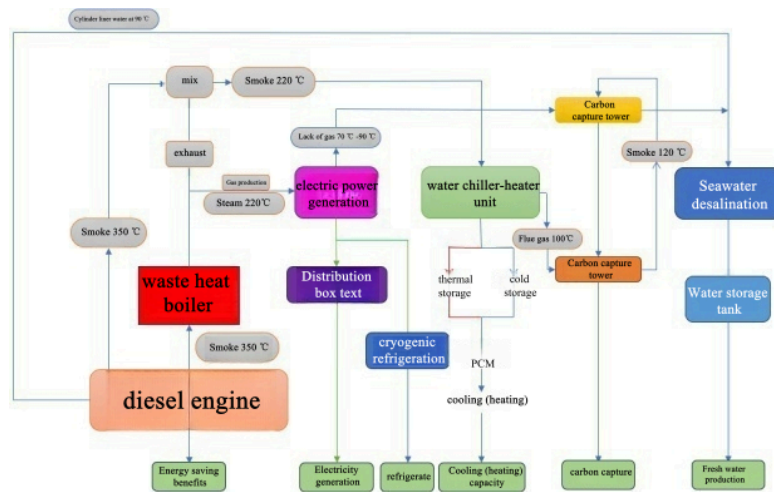 Cylinder liner water at 90 ℃
mix
Smoke 220 ℃
Carbon
capture tower
Lack of gas 70 ℃ -90 ℃
exhaust
Smoke 120℃
Gas production
Steam 220℃
electric power
generation
water chiller-heater
unit
Seawater
desalination
Smoke 350 ℃
Flue gas 100℃
Carbon capture
tower
waste heat
boiler
Distribution
box text
thermal
storage
cold
storage
Water storage
tank
Smoke 350 ℃
cryogenic
refrigeration
PCM
diesel engine
cooling (heating)
Energy saving
benefits
Electricity
generation
refrigerate
Cooling (heating)
capacity
carbon capture
Fresh water
production